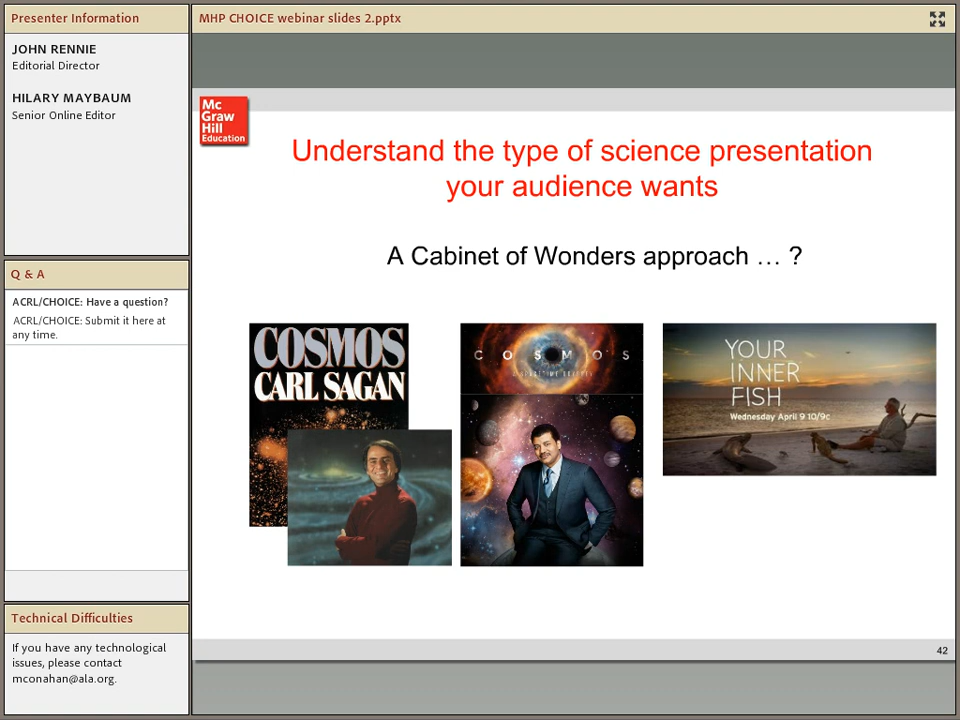 Presenter Information
JOHN RENNIE
Editorial Director
HILARY MAYBAUM
Senior Online Editor
Q & A
ACRL/CHOICE: Have a question?
ACRL/CHOICE: Submit it here at
any time.
Technical Difficulties
If you have any technological
issues, please contact
mconahan@ala.org.
MHP CHOICE webinar slides 2.pptx
Mc
Graw
Hill
Education
Understand the type of science presentation
your audience wants
A Cabinet of Wonders approach … ?
COSMOS
CARL SAGAN
COSMOS
A SPACETIME ODYSSEY
YOUR
INNER
FISH
Wednesday April 9 10/9c
42